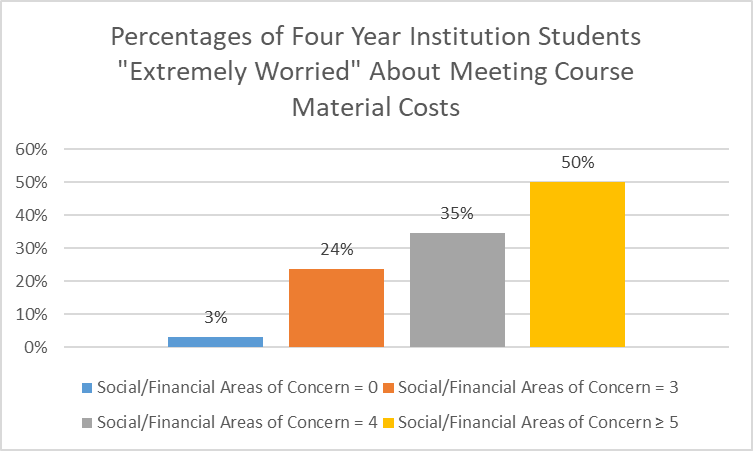 Percentages of Four Year Institution Students
"Extremely Worried" About Meeting Course
Material Costs
60%
50%
40%
30%
20%
10%
0%
3%
24%
35%
50%
Social/Financial Areas of Concern = 0
Social/Financial Areas of Concern = 3
Social/Financial Areas of Concern = 4
Social/Financial Areas of Concern ≥ 5